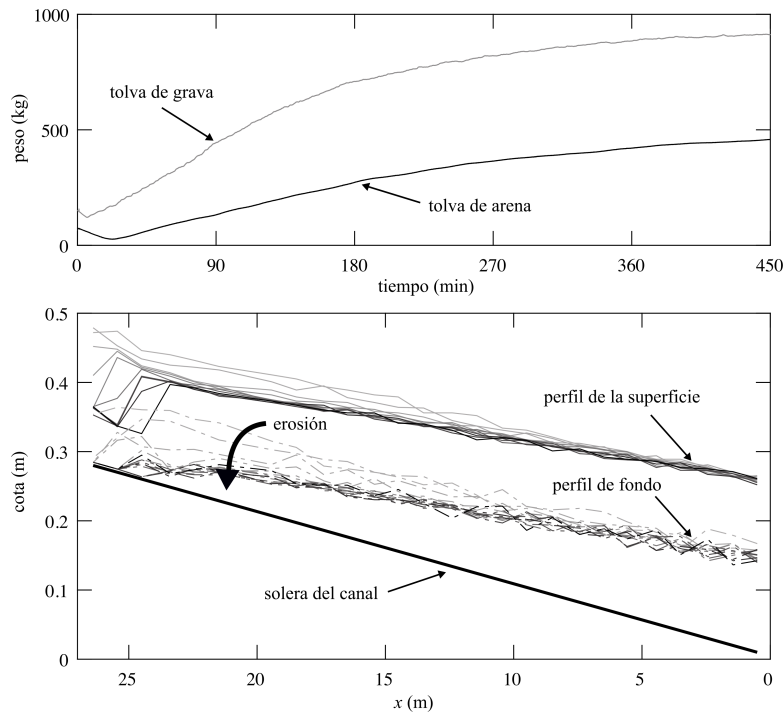 1000
tolva de grava
peso (kg)
500
tolva de arena
0
0 90 180 270 360 450
tiempo (min)
0.5
0.4
perfil de la superficie
erosión
0.3
cota (m)
perfil de fondo
0.2
0.1
solera del canal
0
25 20 15 10 5 0
x (m)